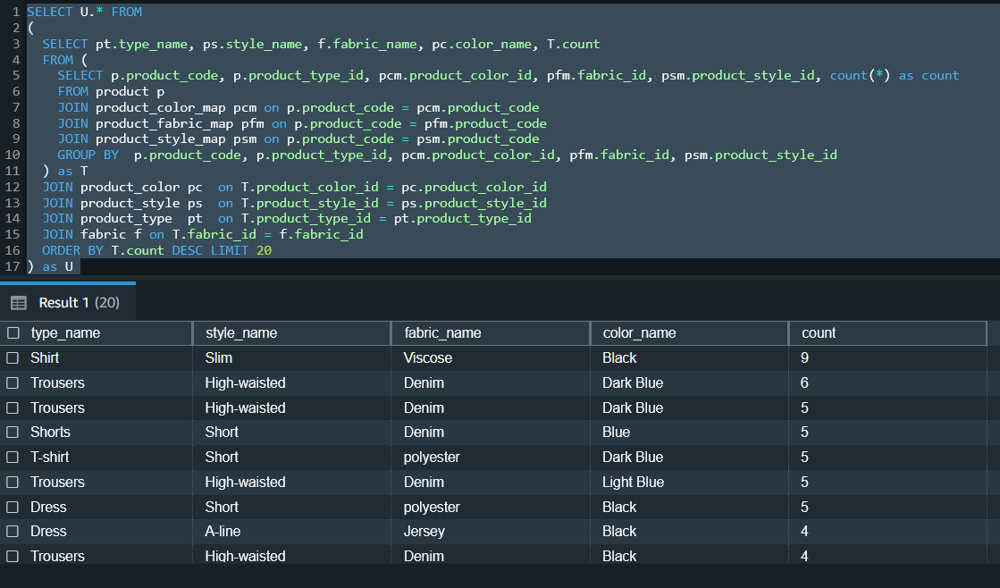 1 SELECT U.* FROM
2 (
3 SELECT pt.type_name, ps.style_name, f.fabric_name, pc.color_name, T.count
4 FROM (
5 SELECT p.product_code, p.product_type_id, pcm.product_color_id, pfm.fabric_id, psm.product_style_id, count(*) as count
6 FROM product p
7 JOIN product_color_map pcm on p.product_code = pcm.product_code
8 JOIN product_fabric_map pfm on p.product_code = pfm.product_code
9 JOIN product_style_map psm on p.product_code = psm.product_code
10 GROUP BY  p.product_code, p.product_type_id, pcm.product_color_id, pfm.fabric_id, psm.product_style_id
11 ) as T
12 JOIN product_color pc  on T.product_color_id = pc.product_color_id
13 JOIN product_style ps  on T.product_style_id = ps.product_style_id
14 JOIN product_type  pt  on T.product_type_id = pt.product_type_id
15 JOIN fabric f on T.fabric_id = f.fabric_id
16 ORDER BY T.count DESC LIMIT 20
17 ) as U
Result 1 (20)
type_name style_name fabric_name color_name count
Shirt Slim Viscose Black 9
Trousers High-waisted Denim Dark Blue 6
Trousers High-waisted Denim Dark Blue 5
Shorts Short Denim Blue 5
T-shirt Short polyester Dark Blue 5
Trousers High-waisted Denim Light Blue 5
Dress Short polyester Black 5
Dress A-line Jersey Black 4
Trousers High-waisted Denim Black 4